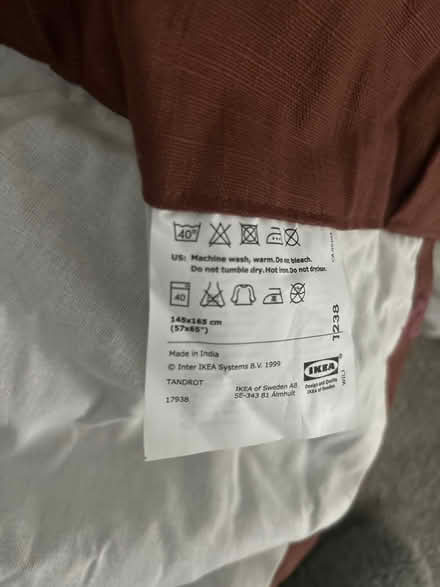 40°
US: Machine wash, warm. Do not bleach.
Do not tumble dry. Hot iron. Do not dryclean.
40
145x165 cm
(57x65")
1238
Made in India
© Inter IKEA Systems B.V. 1999
TANDROT
17938
IKEA of Sweden AB
SE-343 81 Älmhult
IKEA
®
Design and Quality
IKEA of Sweden